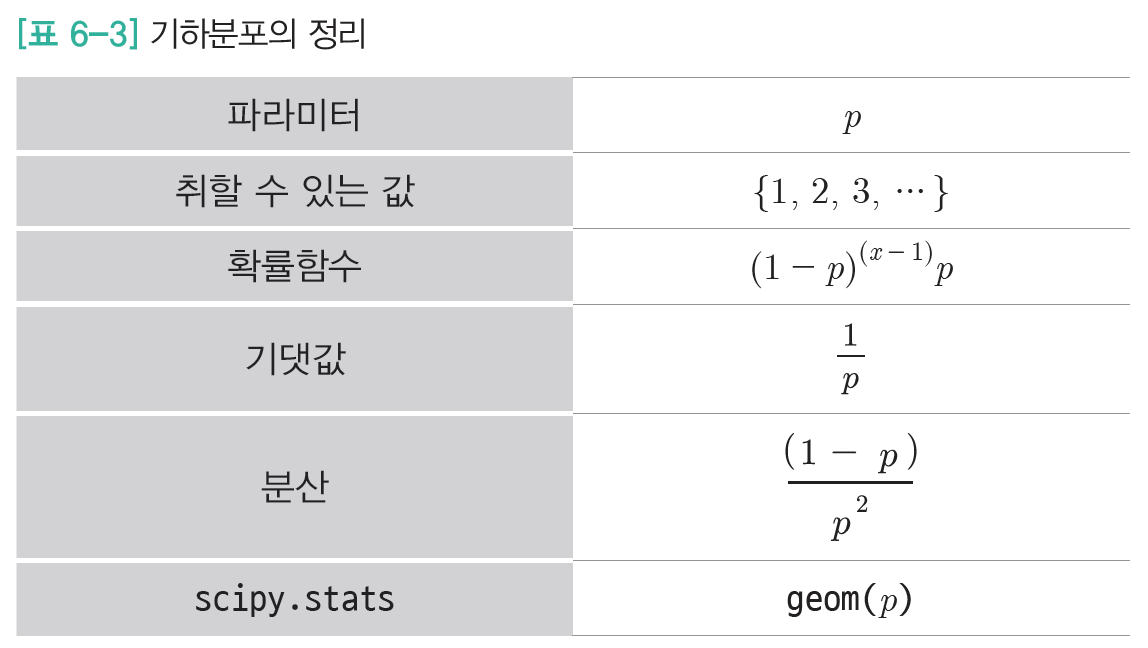 [표 6-3] 기하분포의 정리
파라미터 p
취할 수 있는 값 {1, 2, 3, ⋯}
확률함수 (1 − p)^(x − 1) p
기댓값 1/p
분산 (1 − p)/p^2
scipy.stats geom(p)